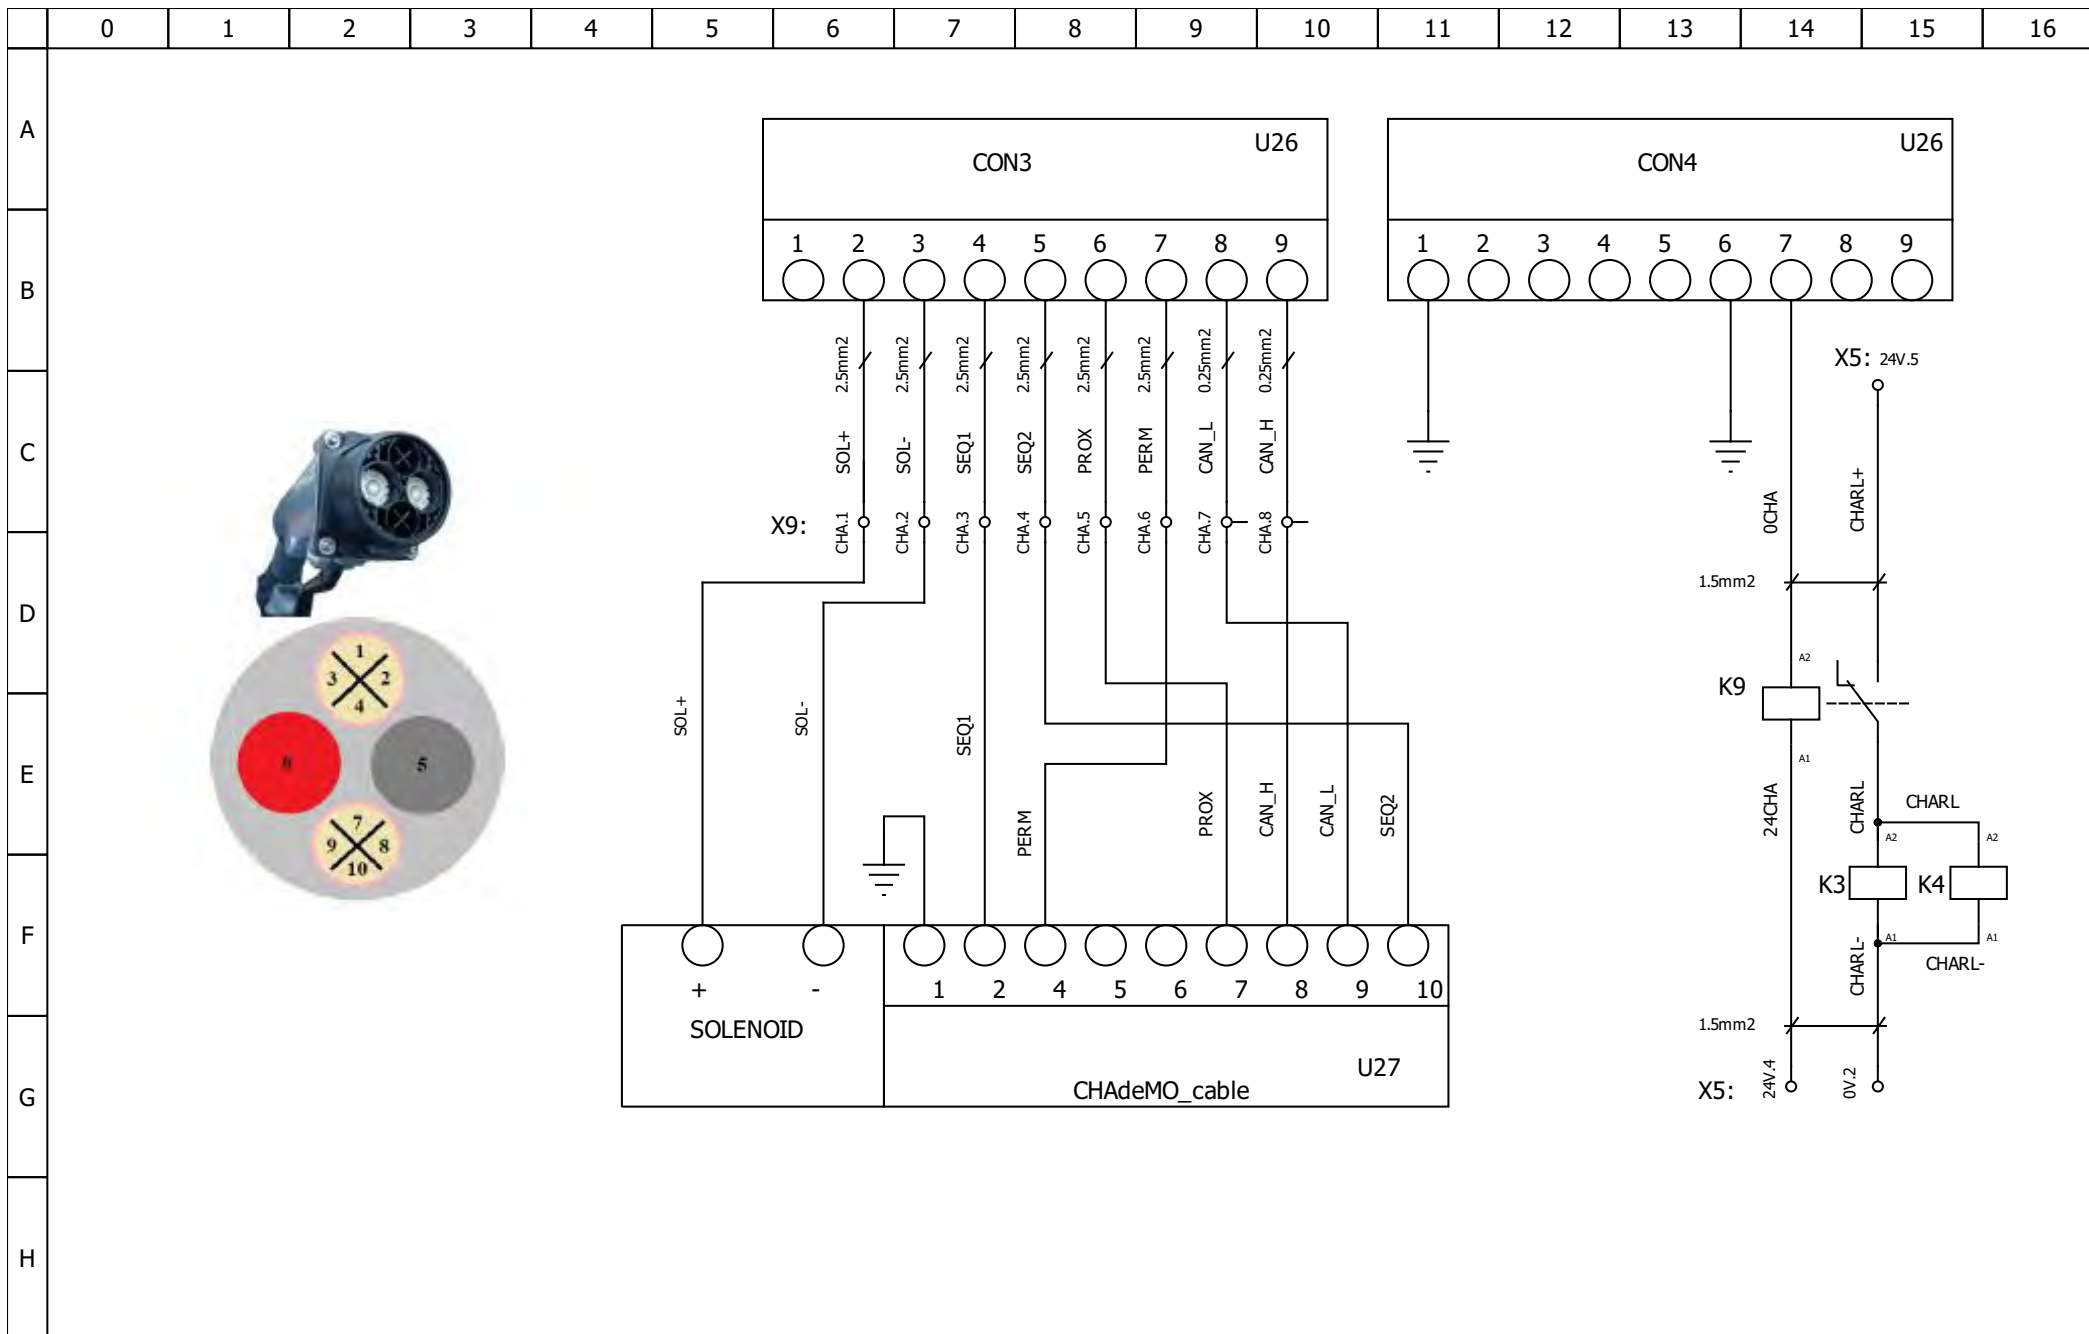 0 1 2 3 4 5 6 7 8 9 10 11 12 13 14 15 16
A
B
C
D
E
F
G
H
U26
CON3
1 2 3 4 5 6 7 8 9
2.5mm2 2.5mm2 2.5mm2 2.5mm2 2.5mm2 2.5mm2 0.25mm2 0.25mm2
SOL+ SOL- SEQ1 SEQ2 PROX PERM CAN_L CAN_H
X9: CHA.1 CHA.2 CHA.3 CHA.4 CHA.5 CHA.6 CHA.7 CHA.8
U26
CON4
1 2 3 4 5 6 7 8 9
X5: 24V.5
0CHA CHARL+
1.5mm2
A2
K9
A1
24CHA CHARL CHARL
A2 A2
K3 K4
A1 A1
CHARL- CHARL-
1.5mm2
X5: 24V.4 0V.2
1
3 2
4
5
7
9 8
10
SOL+ SOL- SEQ1 PERM PROX CAN_H CAN_L SEQ2
+ - 1 2 4 5 6 7 8 9 10
SOLENOID
U27
CHAdeMO_cable